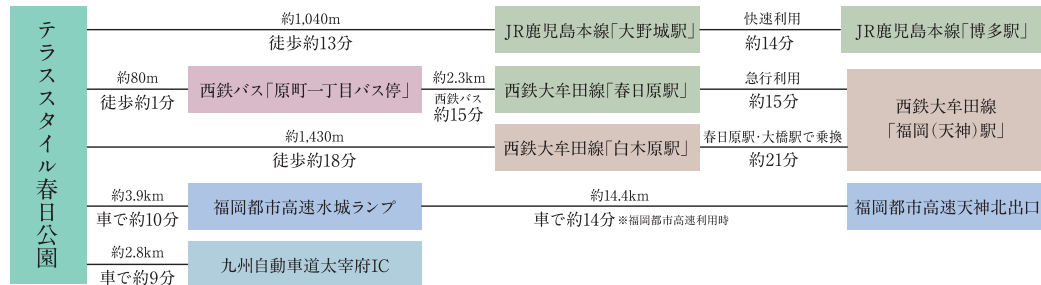 テラススタイル春日公園
約1,040m
徒歩約13分
JR鹿児島本線「大野城駅」
快速利用
約14分
JR鹿児島本線「博多駅」
約80m
徒歩約1分
西鉄バス「原町一丁目バス停」
約2.3km
西鉄バス
約15分
西鉄大牟田線「春日原駅」
急行利用
約15分
西鉄大牟田線
「福岡（天神）駅」
約1,430m
徒歩約18分
西鉄大牟田線「白木原駅」
春日原駅・大橋駅で乗換
約21分
約3.9km
車で約10分
福岡都市高速水城ランプ
約14.4km
車で約14分 ※福岡都市高速利用時
福岡都市高速天神北出口
約2.8km
車で約9分
九州自動車道太宰府IC